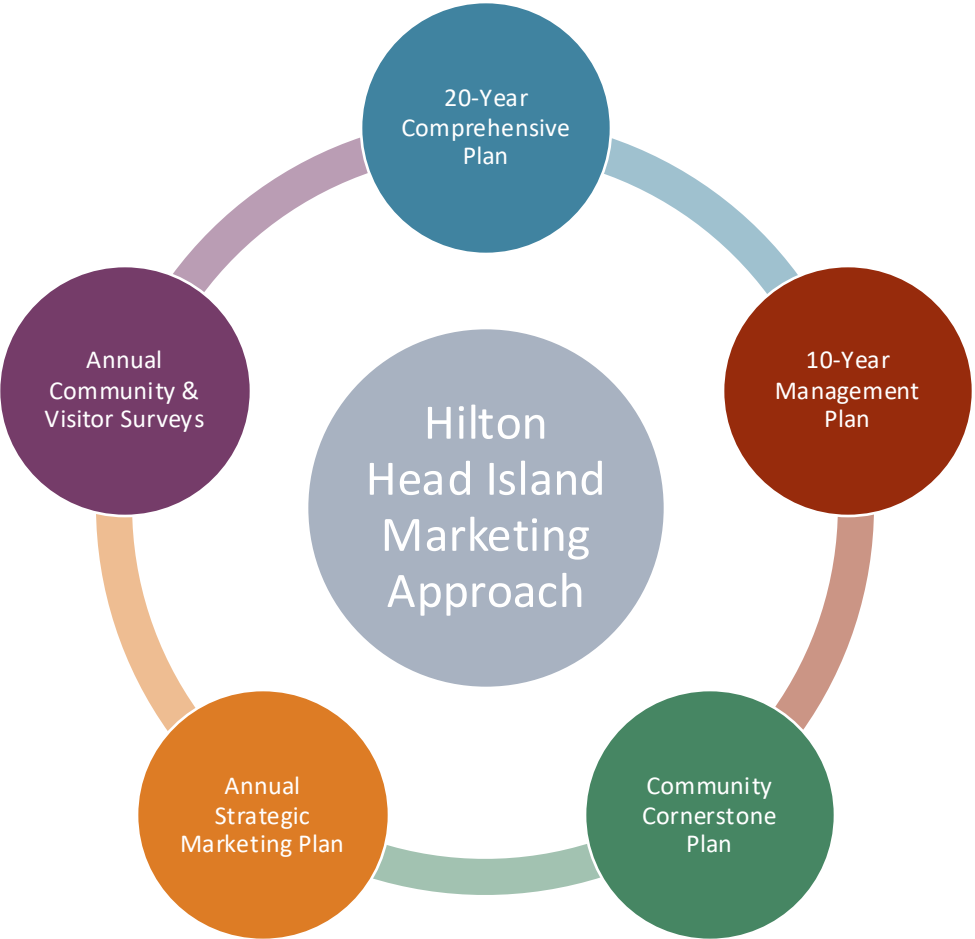 20-Year
Comprehensive
Plan
10-Year
Management
Plan
Community
Cornerstone
Plan
Annual
Strategic
Marketing Plan
Annual
Community &
Visitor Surveys
Hilton
Head Island
Marketing
Approach